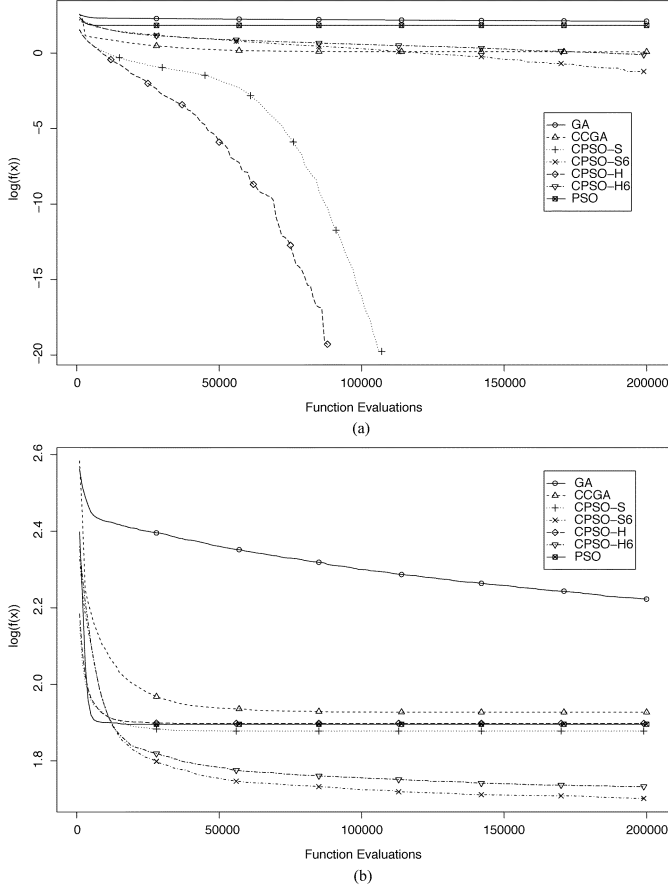 0
-5
-10
-15
-20
log(f(x))
GA
CCGA
CPSO-S
CPSO-S6
CPSO-H
CPSO-H6
PSO
0
50000
100000
150000
200000
Function Evaluations
(a)
2.6
2.4
2.2
2.0
1.8
log(f(x))
GA
CCGA
CPSO-S
CPSO-S6
CPSO-H
CPSO-H6
PSO
0
50000
100000
150000
200000
Function Evaluations
(b)